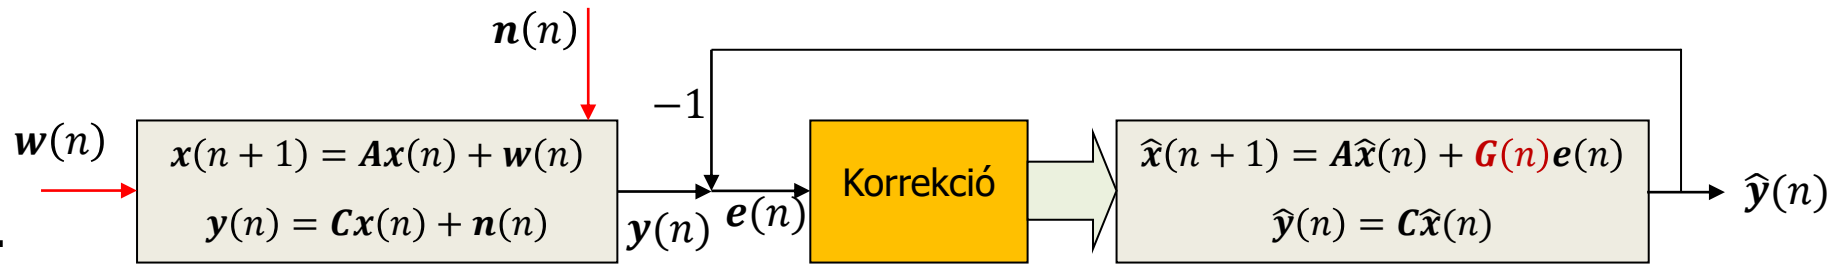 𝒏(n)
−1
𝒘(n)
𝒙(n + 1) = 𝑨𝒙(n) + 𝒘(n)
𝒚(n) = 𝑪𝒙(n) + 𝒏(n)
𝒚(n)
𝒆(n)
Korrekció
𝒙̂(n + 1) = 𝑨𝒙̂(n) + 𝑮(n)𝒆(n)
𝒚̂(n) = 𝑪𝒙̂(n)
𝒚̂(n)